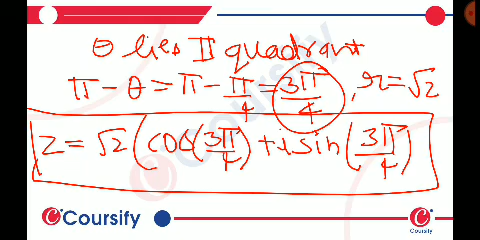 Coursify
θ lies II quadrant
π - θ = π - π/4 = 3π/4, r = √2
z = √2 (cos(3π/4) + i sin(3π/4))
Coursify